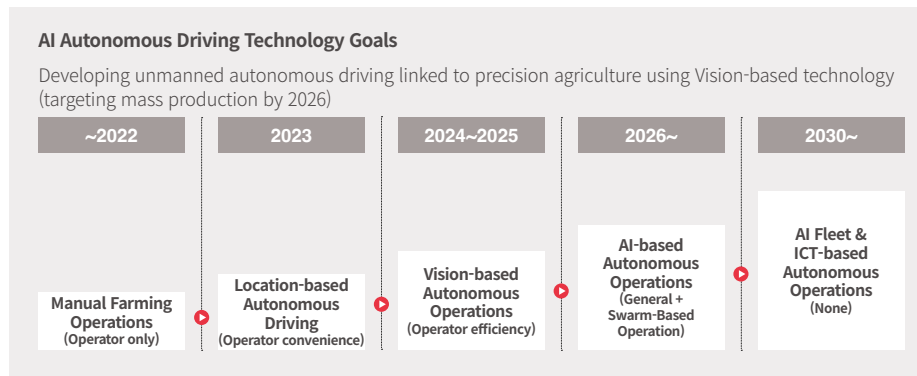 AI Autonomous Driving Technology Goals
Developing unmanned autonomous driving linked to precision agriculture using Vision-based technology
(targeting mass production by 2026)
~2022
2023
2024~2025
2026~
2030~
Manual Farming
Operations
(Operator only)
Location-based
Autonomous
Driving
(Operator convenience)
Vision-based
Autonomous
Operations
(Operator efficiency)
AI-based
Autonomous
Operations
(General +
Swarm-Based
Operation)
AI Fleet &
ICT-based
Autonomous
Operations
(None)